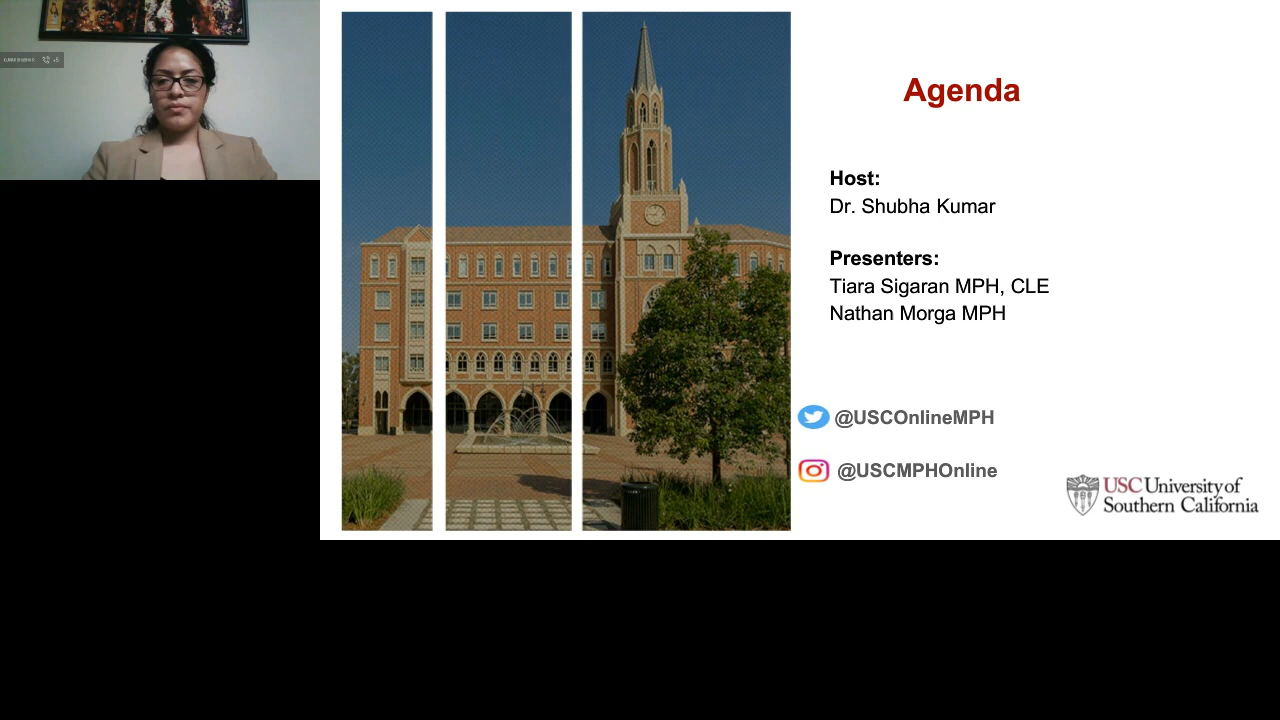 +5
Agenda
Host:
Dr. Shubha Kumar
Presenters:
Tiara Sigaran MPH, CLE
Nathan Morga MPH
@USCOnlineMPH
@USCMPHOnline
USC University of
Southern California